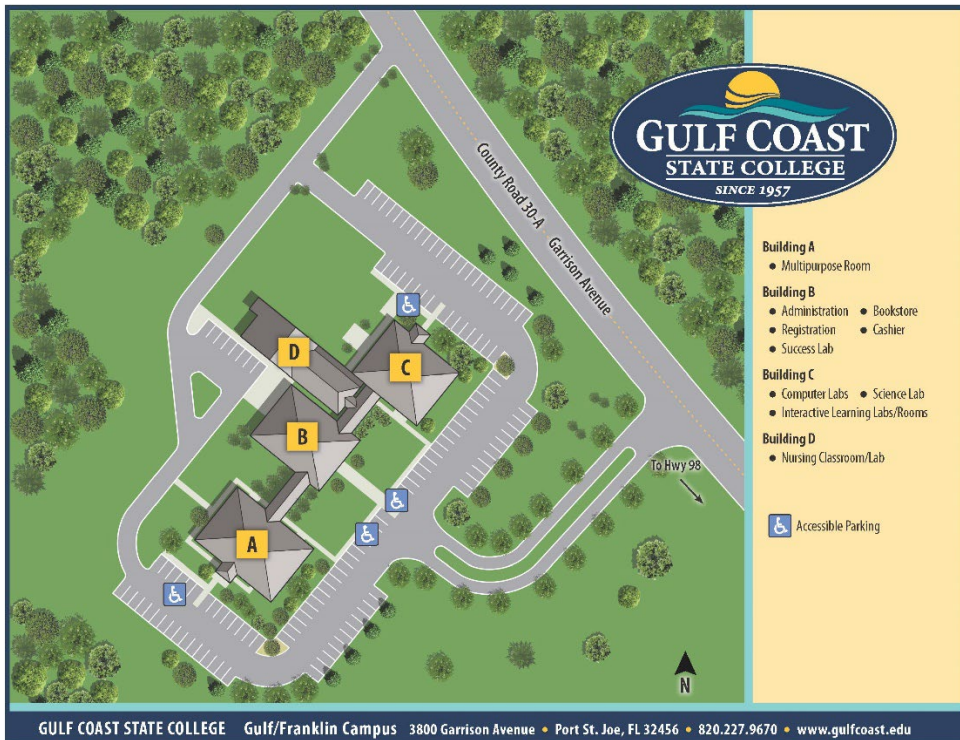 GULF COAST
STATE COLLEGE
SINCE 1957
County Road 30-A Garrison Avenue
To Hwy 98
D
C
B
A
N
Building A
• Multipurpose Room
Building B
• Administration • Bookstore
• Registration • Cashier
• Success Lab
Building C
• Computer Labs • Science Lab
• Interactive Learning Labs/Rooms
Building D
• Nursing Classroom/Lab
Accessible Parking
GULF COAST STATE COLLEGE Gulf/Franklin Campus 3800 Garrison Avenue • Port St. Joe, FL 32456 • 820.227.9670 • www.gulfcoast.edu